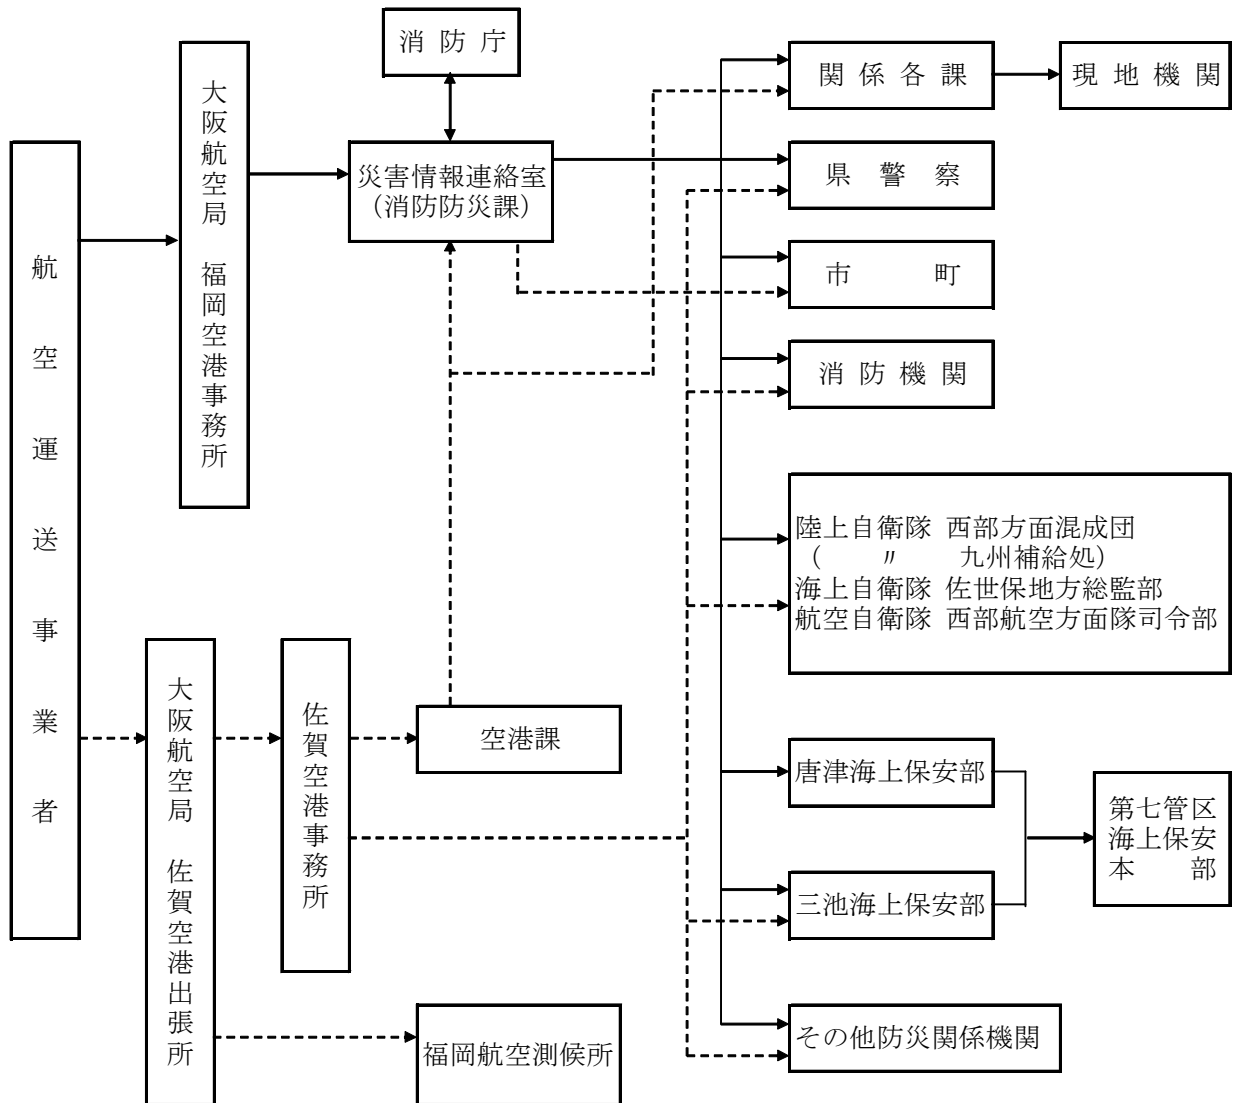 航空運送事業者
大阪航空局　福岡空港事務所
消防庁
災害情報連絡室
（消防防災課）
関係各課
現地機関
県警察
市町
消防機関
陸上自衛隊 西部方面混成団
（ 〃 九州補給処）
海上自衛隊 佐世保地方総監部
航空自衛隊 西部航空方面隊司令部
大阪航空局　佐賀空港出張所
佐賀空港事務所
空港課
福岡航空測候所
唐津海上保安部
三池海上保安部
第七管区
海上保安
本部
その他防災関係機関